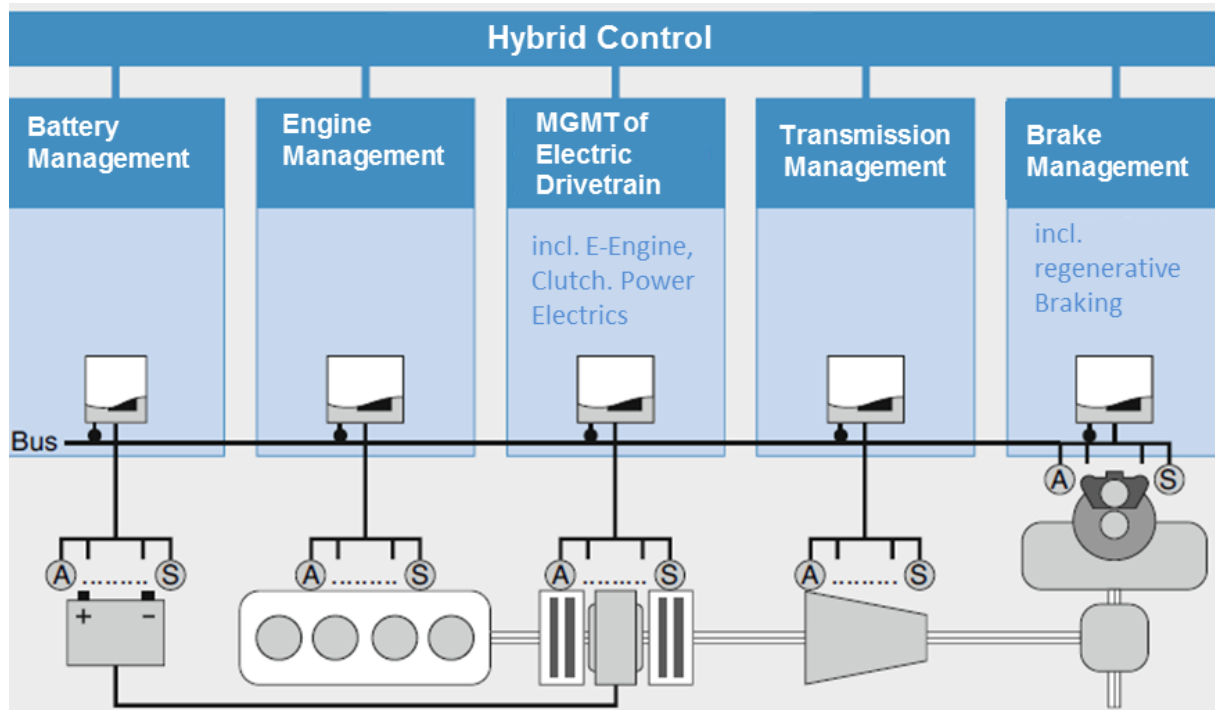 Hybrid Control
Battery
Management
Engine
Management
MGMT of
Electric
Drivetrain
Transmission
Management
Brake
Management
incl. E-Engine,
Clutch. Power
Electrics
incl.
regenerative
Braking
Bus
A S
A ......... S
A ......... S
A ......... S
A ......... S
+ −